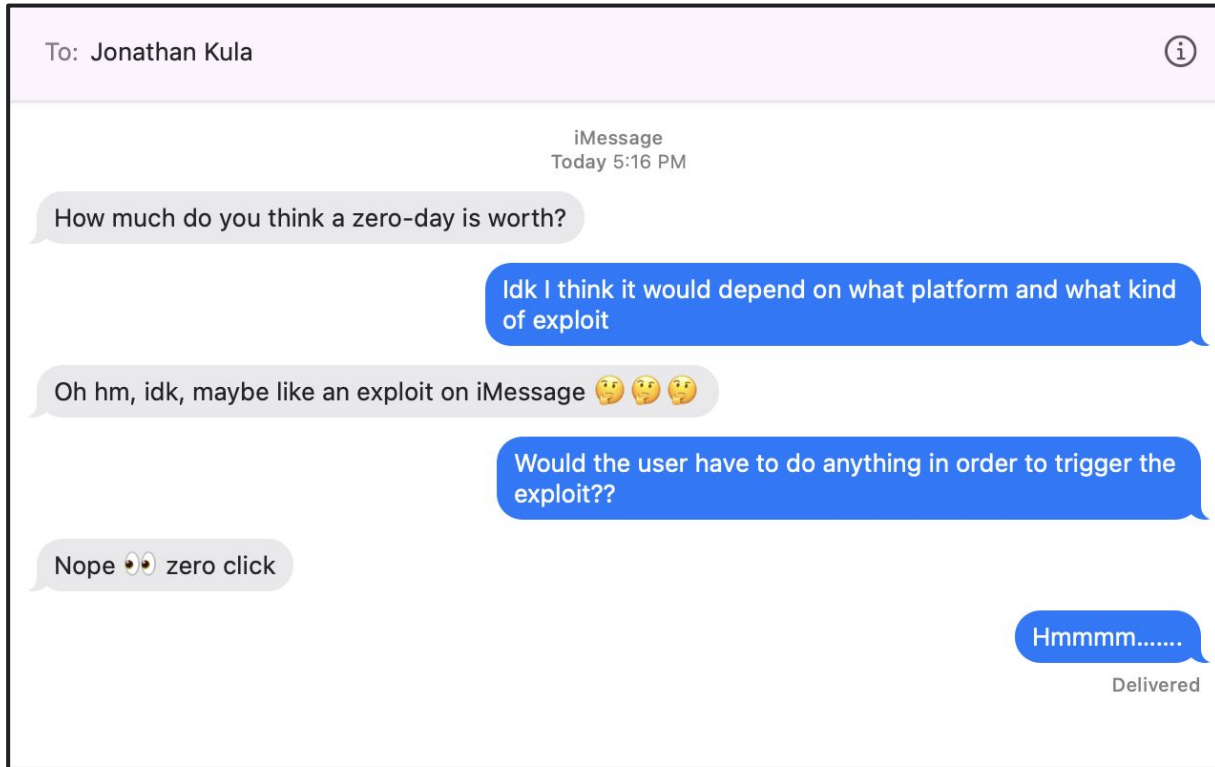 To: Jonathan Kula
iMessage
Today 5:16 PM
How much do you think a zero-day is worth?
Idk I think it would depend on what platform and what kind
of exploit
Oh hm, idk, maybe like an exploit on iMessage 🤔🤔🤔
Would the user have to do anything in order to trigger the
exploit??
Nope 👀 zero click
Hmmmm.......
Delivered